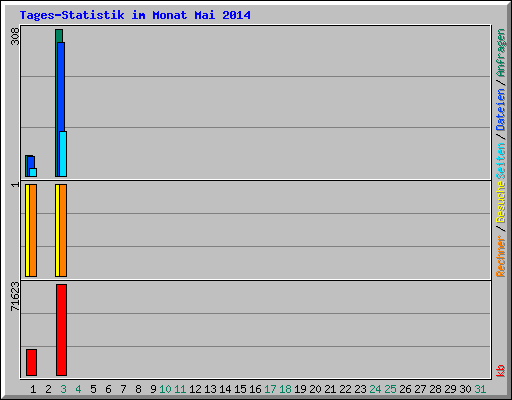 Tages-Statistik im Monat Mai 2014
308
1
71623
Rechner / Besuche Seiten / Dateien / Anfragen
kb
1 2 3 4 5 6 7 8 9 10 11 12 13 14 15 16 17 18 19 20 21 22 23 24 25 26 27 28 29 30 31